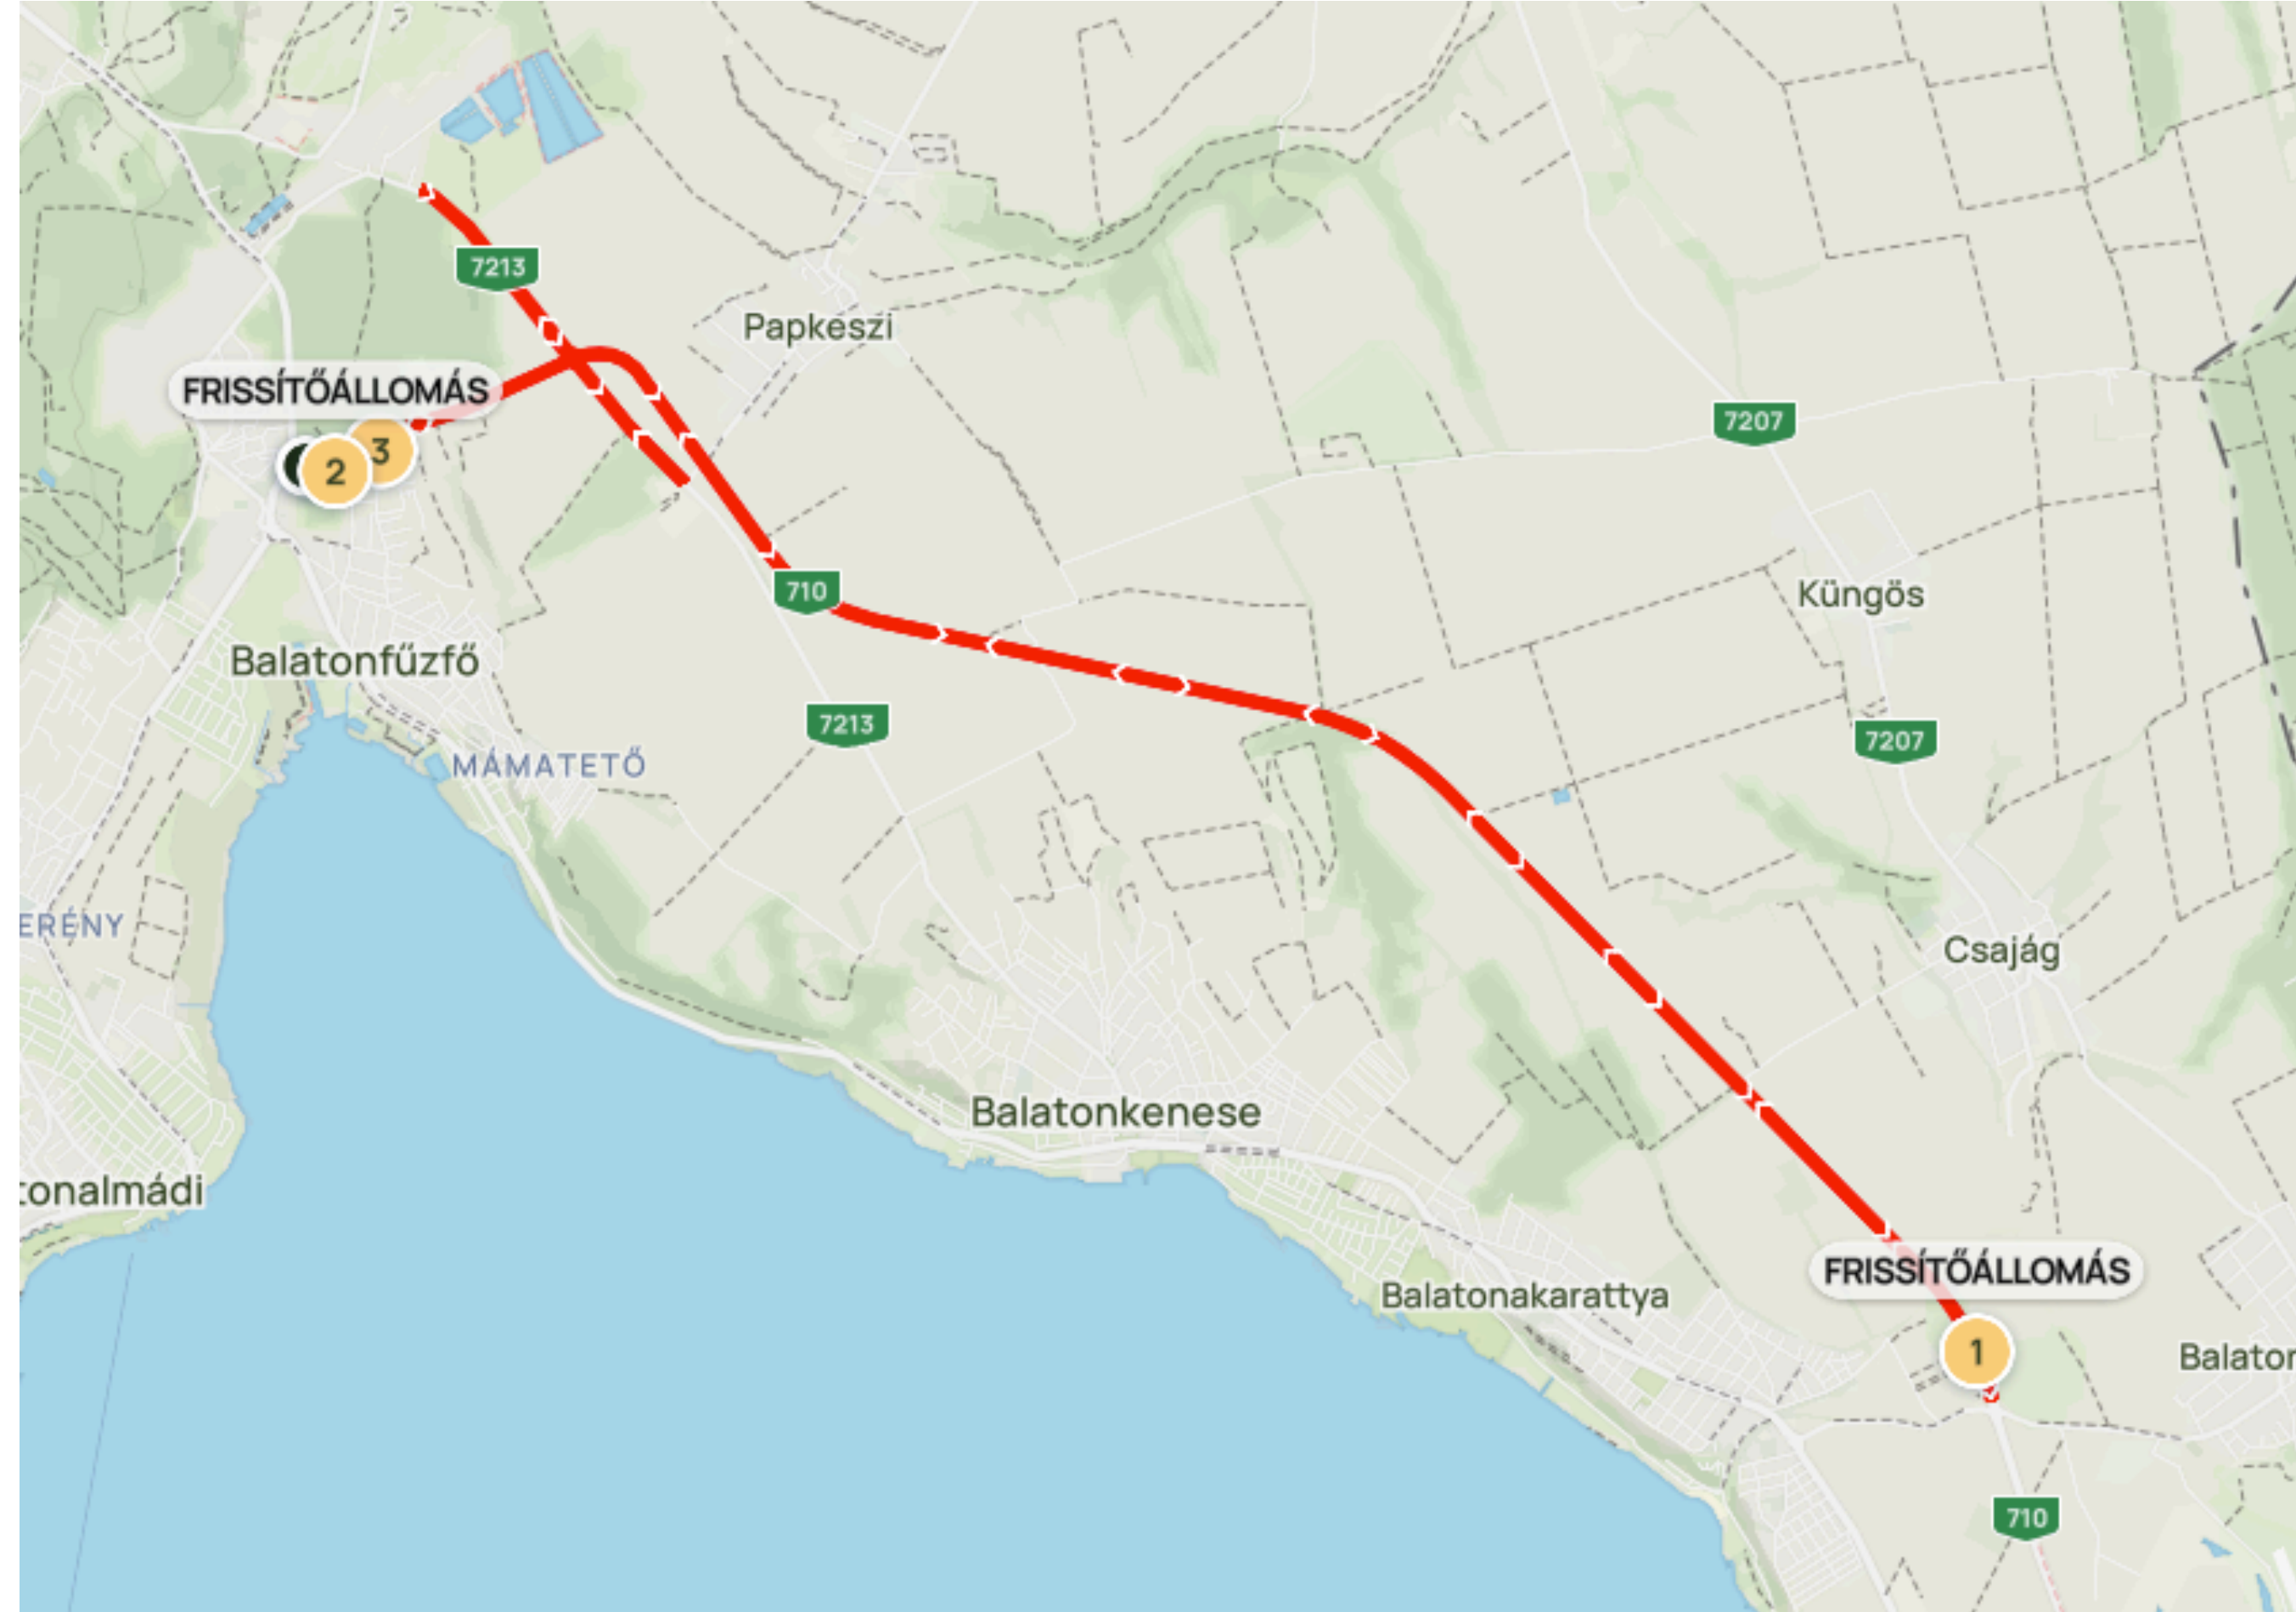 7213
Papkeszi
FRISSÍTŐÁLLOMÁS
3
2
7207
710
Küngös
Balatonfűzfő
7213
7207
MÁMATETŐ
ERÉNY
Csajág
Balatonkenese
tonalmádi
FRISSÍTŐÁLLOMÁS
Balatonakarattya
1
Balaton
710